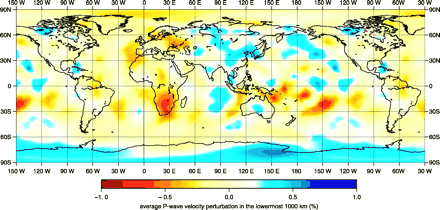 150 W 120 W 90 W 60 W 30 W 0 30 E 60 E 90 E 120 E 150 E 180 150 W 120 W 90 W 60 W 30 W
90N 90N
60N 60N
30N 30N
0 0
30S 30S
60S 60S
90S 90S
150 W 120 W 90 W 60 W 30 W 0 30 E 60 E 90 E 120 E 150 E 180 150 W 120 W 90 W 60 W 30 W
−1.0 −0.5 0.0 0.5 1.0
average P-wave velocity perturbation in the lowermost 1000 km (%)